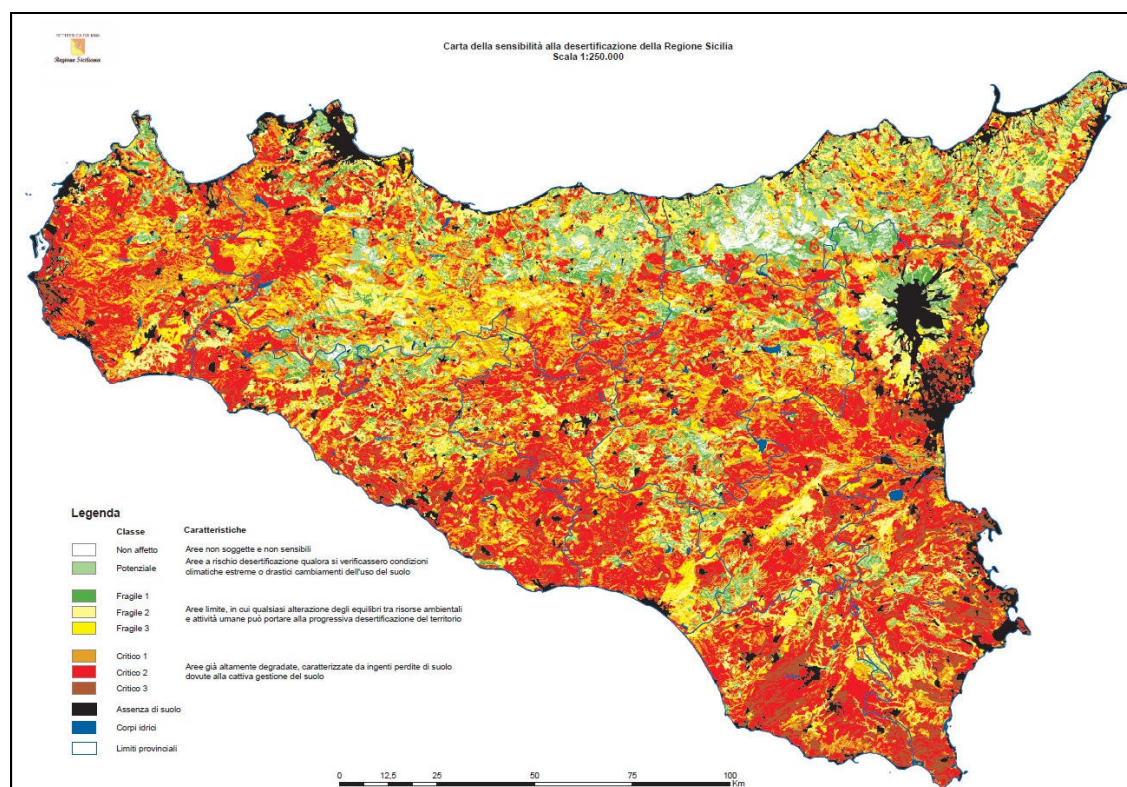 Regione Siciliana
Carta della sensibilità alla desertificazione della Regione Sicilia
Scala 1:250.000
Legenda
Classe Caratteristiche
Non affetto Aree non soggette e non sensibili
Potenziale Aree a rischio desertificazione qualora si verificassero condizioni
climatiche estreme o drastici cambiamenti dell'uso del suolo
Fragile 1
Fragile 2 Aree limite, in cui qualsiasi alterazione degli equilibri tra risorse ambientali
e attività umane può portare alla progressiva desertificazione del territorio
Fragile 3
Critico 1
Critico 2 Aree già altamente degradate, caratterizzate da ingenti perdite di suolo
dovute alla cattiva gestione del suolo
Critico 3
Assenza di suolo
Corpi idrici
Limiti provinciali
0 12,5 25 50 75 100
Km